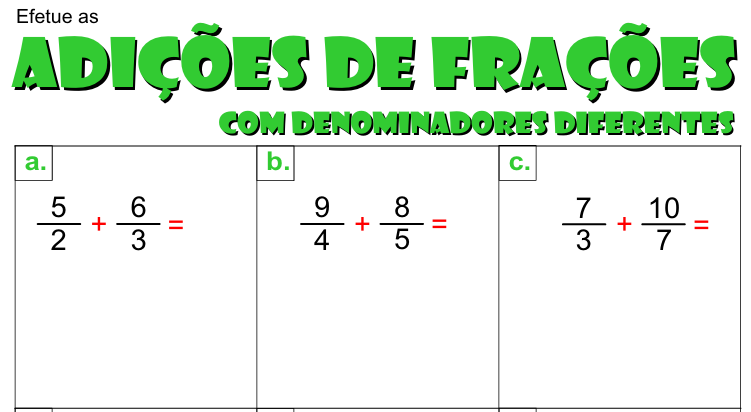 Efetue as
ADIÇÕES DE FRAÇÕES
COM DENOMINADORES DIFERENTES
a. b. c.
5/2 + 6/3 = 9/4 + 8/5 = 7/3 + 10/7 =